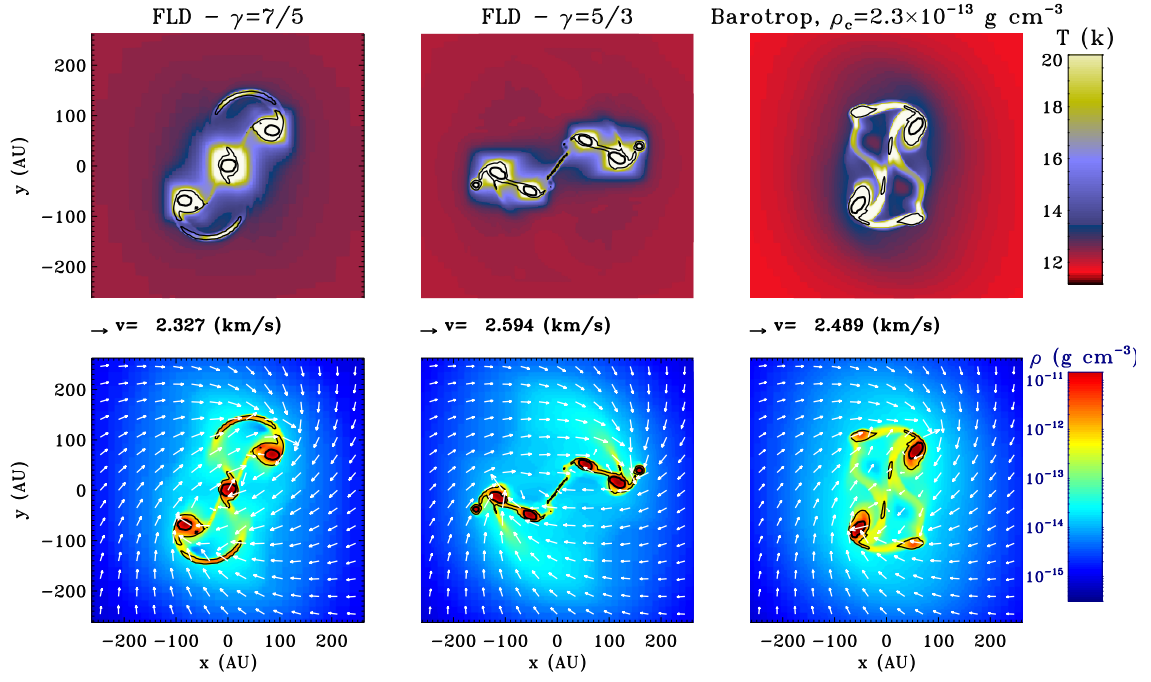 FLD − γ=7/5
FLD − γ=5/3
Barotrop, ρc=2.3×10−13 g cm−3
T (k)
20
18
16
14
12
y (AU)
200
100
0
−100
−200
v= 2.327 (km/s)
v= 2.594 (km/s)
v= 2.489 (km/s)
ρ (g cm−3)
10−11
10−12
10−13
10−14
10−15
y (AU)
200
100
0
−100
−200
−200 −100 0 100 200
−200 −100 0 100 200
−200 −100 0 100 200
x (AU)
x (AU)
x (AU)